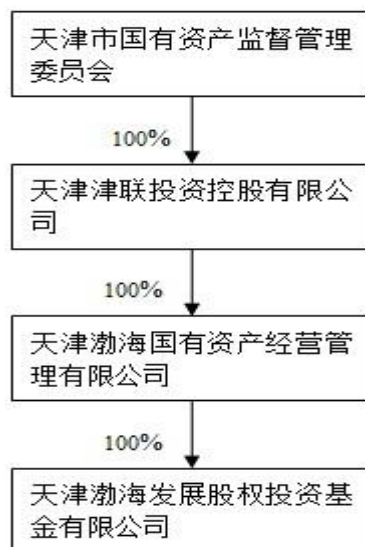 天津市国有资产监督管理
委员会
100%
天津津联投资控股有限公
司
100%
天津渤海国有资产经营管
理有限公司
100%
天津渤海发展股权投资基
金有限公司